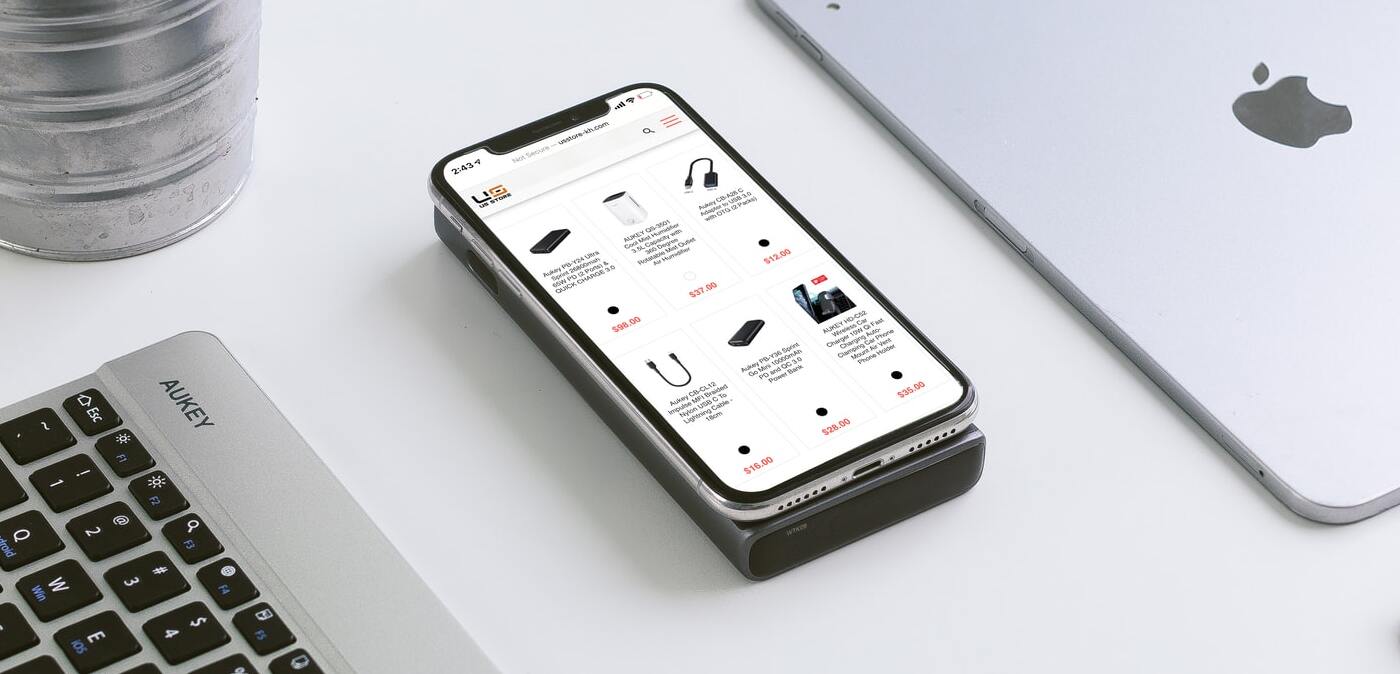 2:43
Not Secure — usstore-kh.com
US
US STORE
Aukey PB-Y24 Ultra
Sprint 26800mah
65W PD (2 Ports) &
QUICK CHARGE 3.0
$98.00
AUKEY QS-3501
Cool Mist Humidifier
3.5L Capacity with
360 Degree
Rotatable Mist Outlet
Air Humidifier
$37.00
Aukey CB-A26 C
Adapter to USB 3.0
with OTG (2 Packs)
$12.00
Aukey CB-CL12
Impulse MFI Braided
Nylon USB C To
Lightning Cable -
18cm
$16.00
Aukey PB-Y36 Sprint
Go Mini 10000mAh
PD and QC 3.0
Power Bank
$28.00
AUKEY HD-C52
Wireless Car
Charger 10W Qi Fast
Charging Auto-
Clamping Car Phone
Mount Air Vent
Phone Holder
$35.00
AUKEY
Esc
F1
F2
F3
F4
F5
~
!
1
@
2
#
3
$
4
%
Q
W
Win
E
iOS